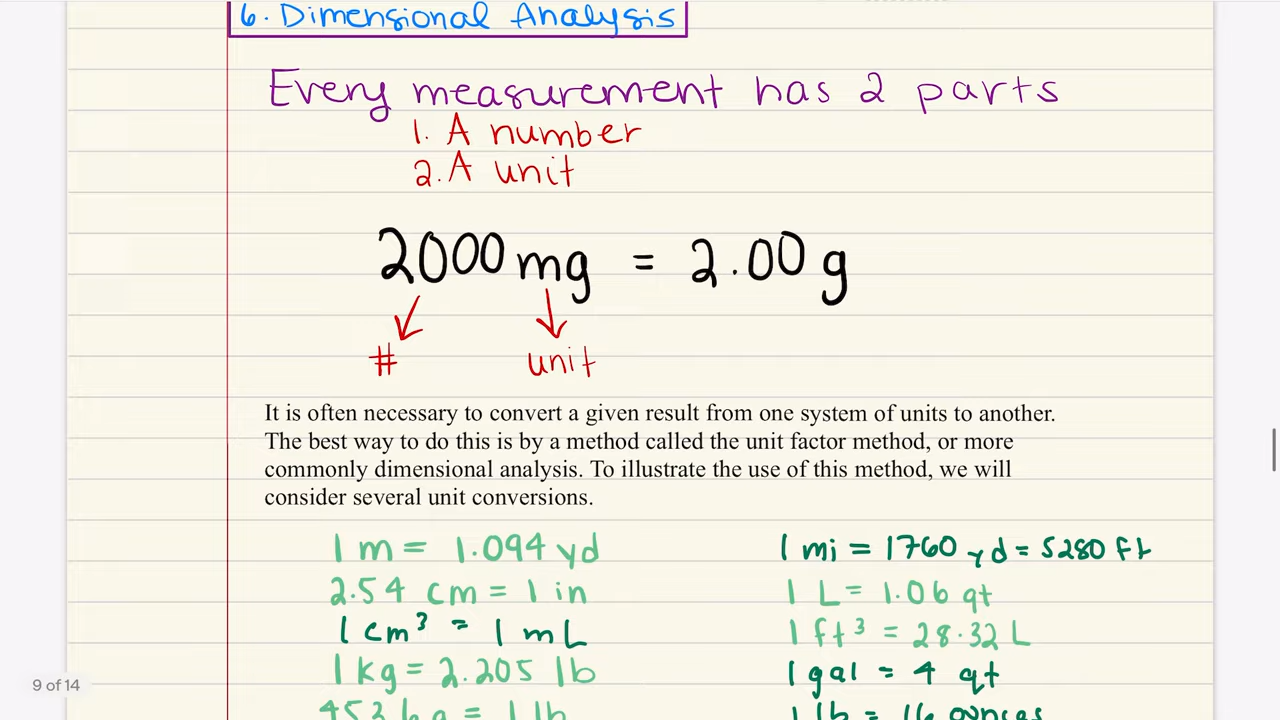 6. Dimensional Analysis
Every measurement has 2 parts
1. A number
2. A unit
2000 mg = 2.00 g
# unit
It is often necessary to convert a given result from one system of units to another.
The best way to do this is by a method called the unit factor method, or more
commonly dimensional analysis. To illustrate the use of this method, we will
consider several unit conversions.
1 m = 1.094 yd
2.54 cm = 1 in
1 cm³ = 1 mL
1 kg = 2.205 lb
1 mi = 1760 yd = 5280 ft
1 L = 1.06 qt
1 ft³ = 28.32 L
1 gal = 4 qt
1 lb = 16 ounces
9 of 14